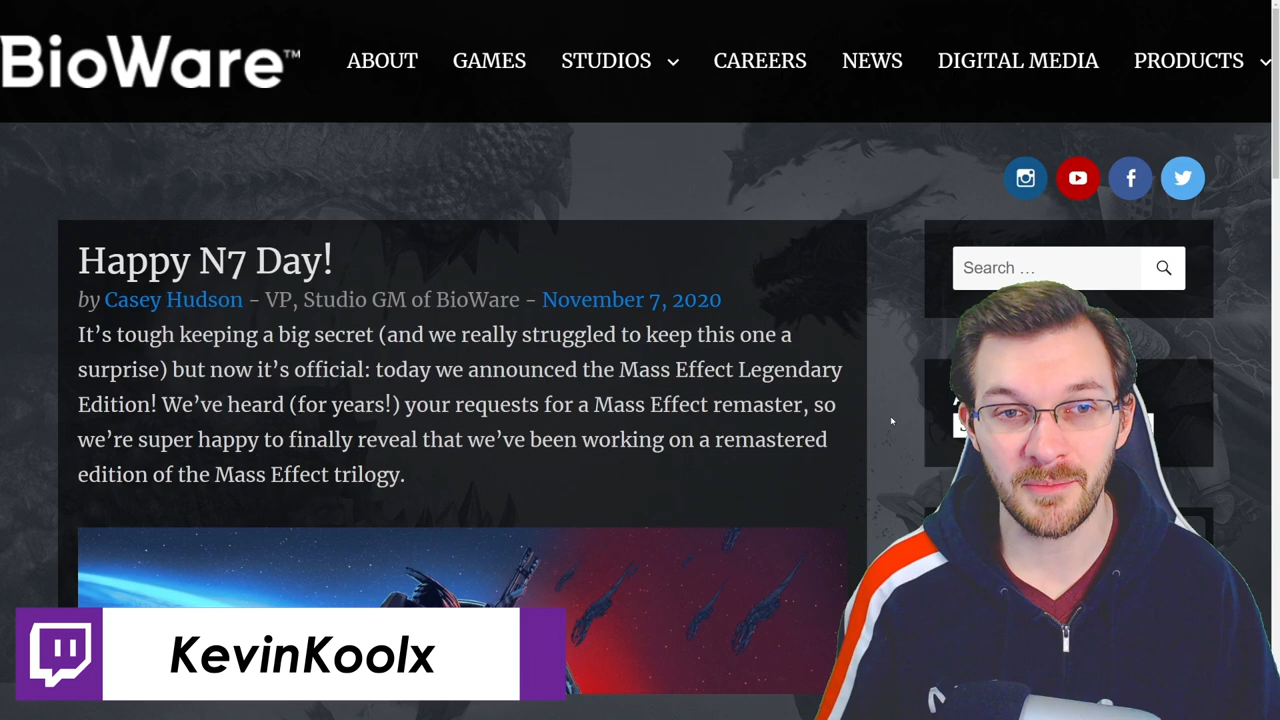 BioWare™
ABOUT GAMES STUDIOS CAREERS NEWS DIGITAL MEDIA PRODUCTS
Happy N7 Day!
by Casey Hudson – VP, Studio GM of BioWare – November 7, 2020
It’s tough keeping a big secret (and we really struggled to keep this one a
surprise) but now it’s official: today we announced the Mass Effect Legendary
Edition! We’ve heard (for years!) your requests for a Mass Effect remaster, so
we’re super happy to finally reveal that we’ve been working on a remastered
edition of the Mass Effect trilogy.
Search …
KevinKoolx